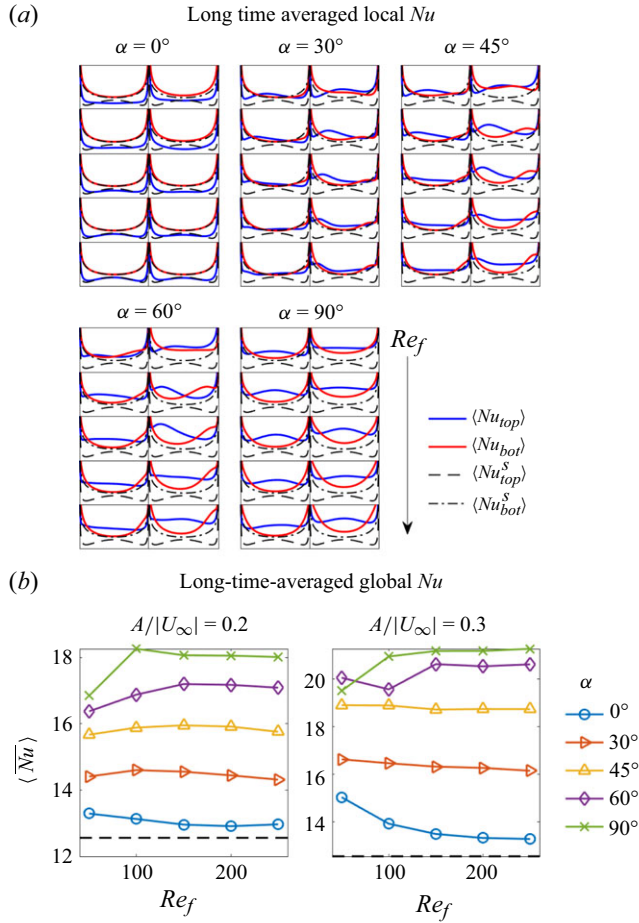 (a) Long time averaged local Nu
α = 0° α = 30° α = 45°
α = 60° α = 90°
Re_f
⟨Nu_top⟩
⟨Nu_bot⟩
⟨Nu^s_top⟩
⟨Nu^s_bot⟩
(b) Long-time-averaged global Nu
A/|U_∞| = 0.2 A/|U_∞| = 0.3
18
16
14
12
20
18
16
14
⟨N̅u̅⟩
α
0°
30°
45°
60°
90°
100 200 100 200
Re_f Re_f